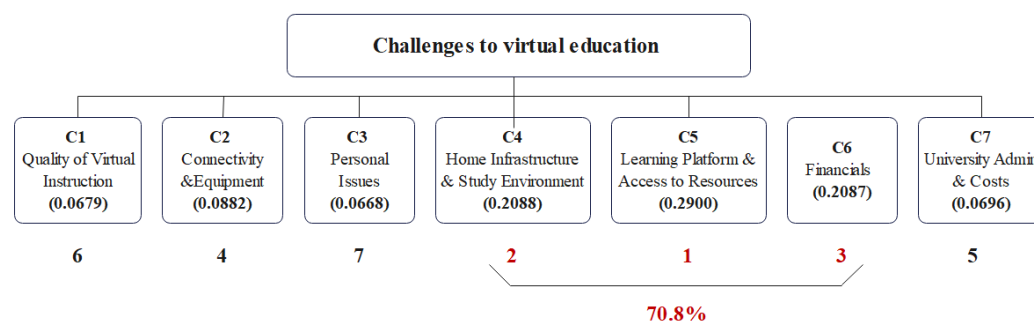 Challenges to virtual education
C1
Quality of Virtual
Instruction
(0.0679)
C2
Connectivity
&Equipment
(0.0882)
C3
Personal
Issues
(0.0668)
C4
Home Infrastructure
& Study Environment
(0.2088)
C5
Learning Platform &
Access to Resources
(0.2900)
C6
Financials
(0.2087)
C7
University Admin
& Costs
(0.0696)
6
4
7
2
1
3
5
70.8%